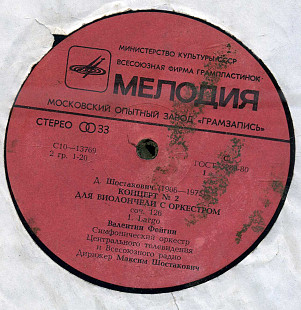 МИНИСТЕРСТВО КУЛЬТУРЫ СССР
ВСЕСОЮЗНАЯ ФИРМА ГРАМПЛАСТИНОК
МЕЛОДИЯ
МОСКОВСКИЙ ОПЫТНЫЙ ЗАВОД «ГРАМЗАПИСЬ»
СТЕРЕО 33
С10—13769
2 гр. 1-20
ГОСТ
Д. Шостакович
КОНЦЕРТ № 2
ДЛЯ ВИОЛОНЧЕЛИ С ОРКЕСТРОМ
соч. 126
1. Largo
Валентин Фейгин
Симфонический оркестр
Центрального телевидения
и Всесоюзного радио
Дирижер Максим Шостакович